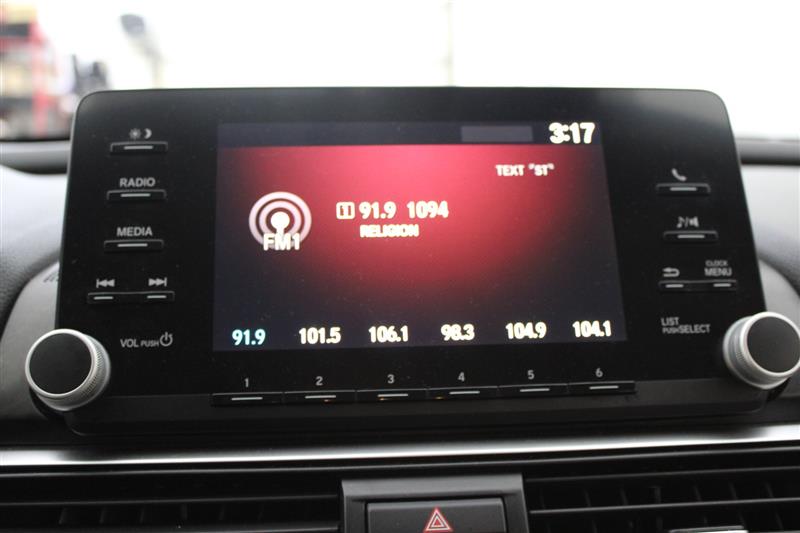 3:17
RADIO
TEXT "ST"
1 91.9 1094
FM1
RELIGION
MEDIA
CLOCK
MENU
VOL PUSH
LIST
PUSH SELECT
91.9 101.5 106.1 98.3 104.9 104.1
1 2 3 4 5 6